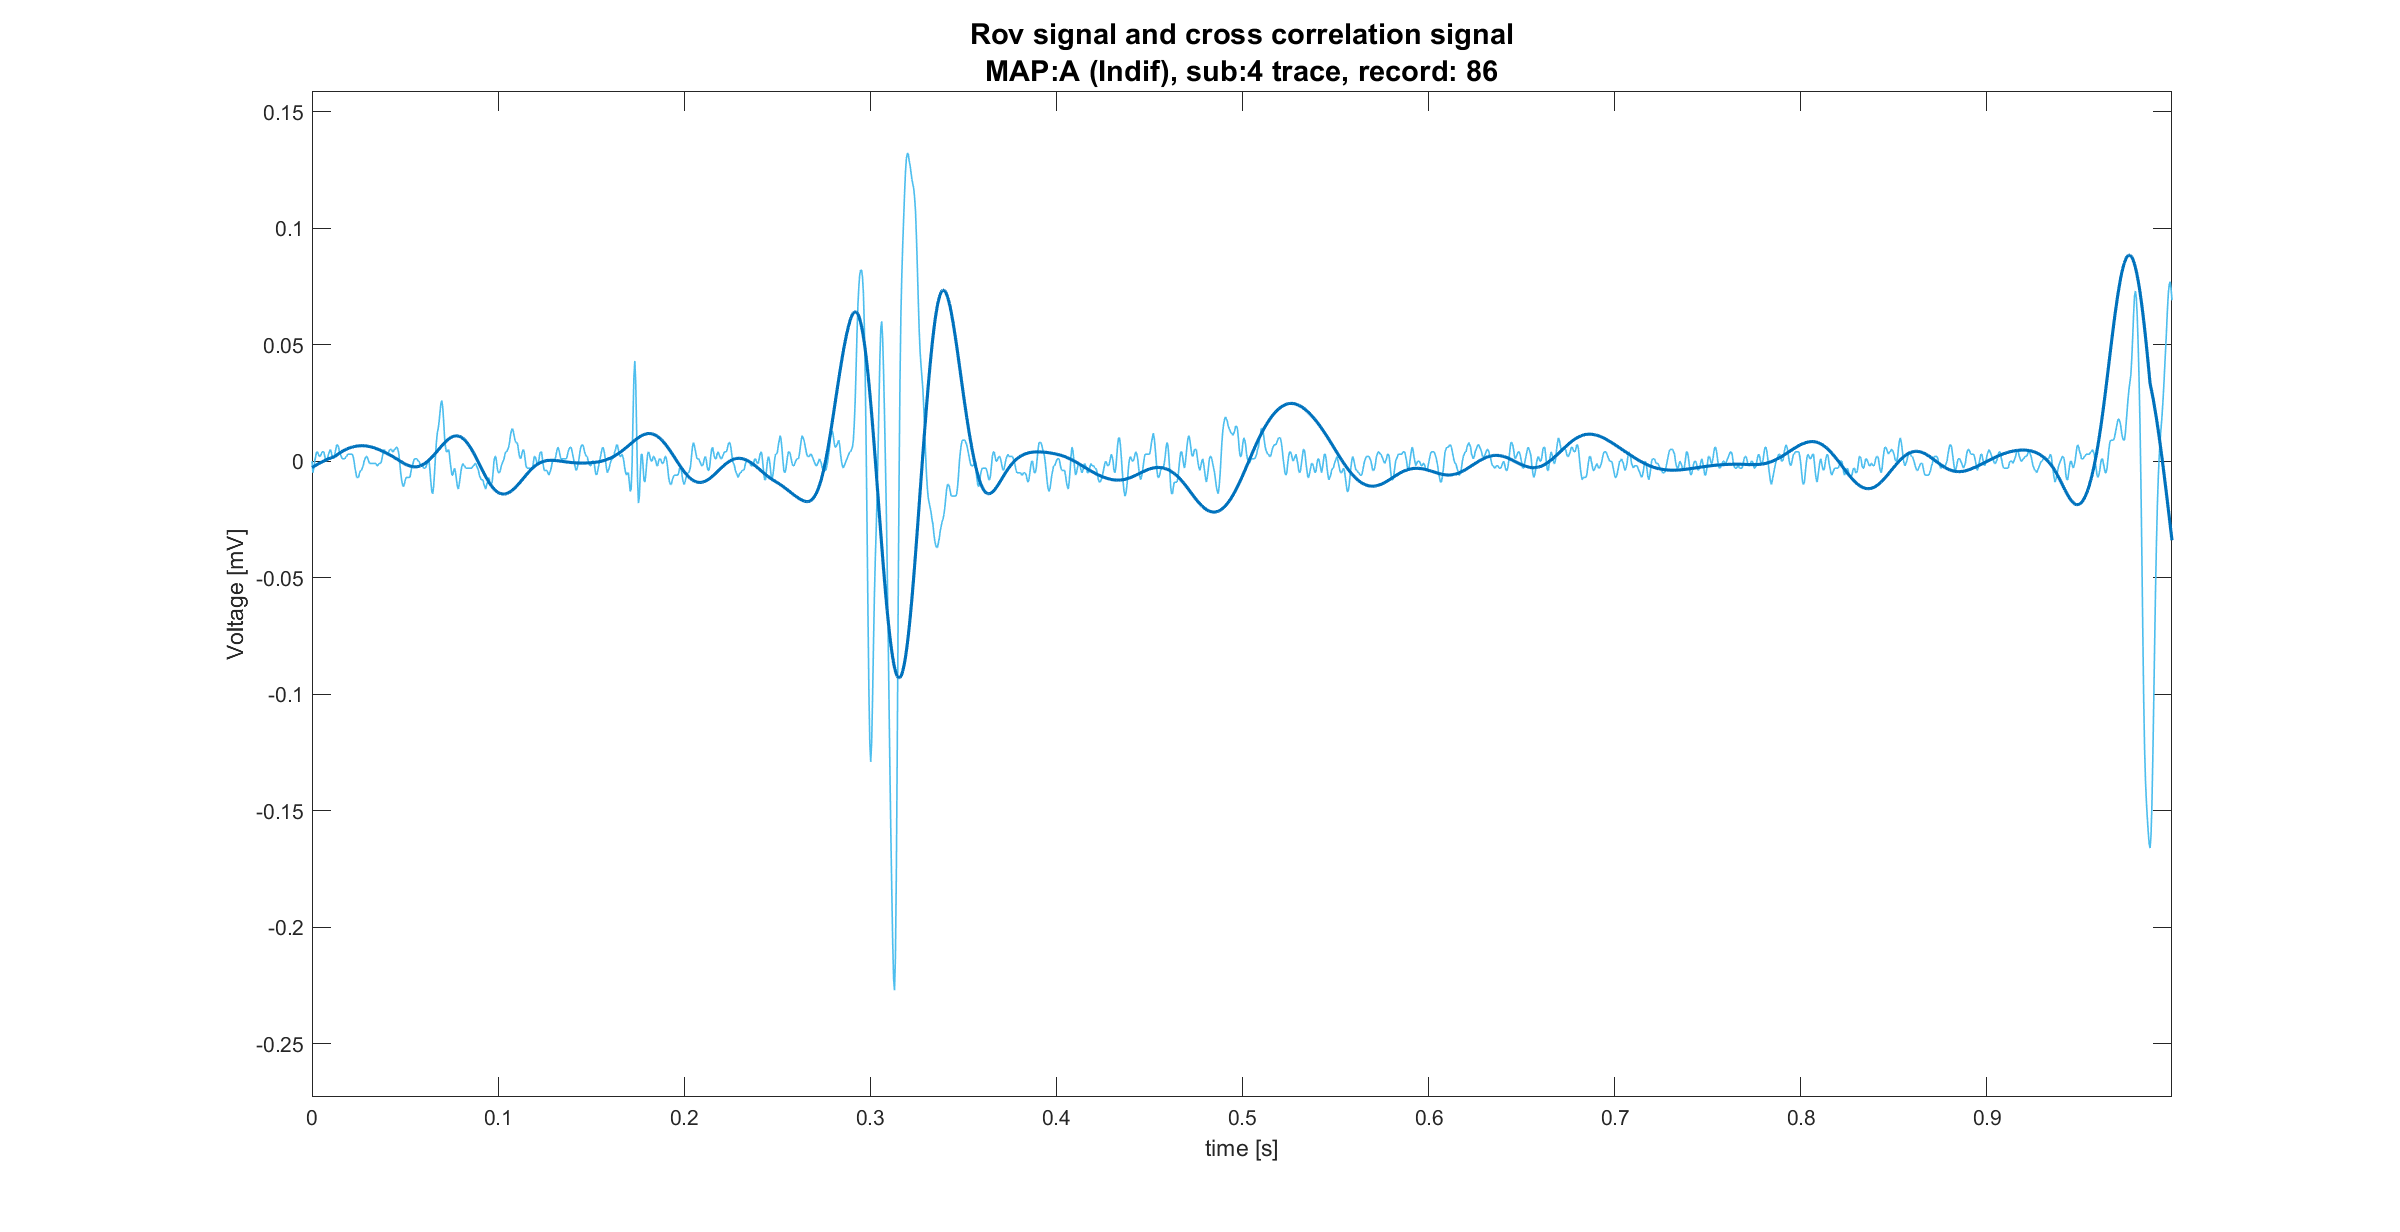 Rov signal and cross correlation signal
MAP:A (Indif), sub:4 trace, record: 86
0.15
0.1
0.05
0
-0.05
-0.1
-0.15
-0.2
-0.25
Voltage [mV]
0 0.1 0.2 0.3 0.4 0.5 0.6 0.7 0.8 0.9
time [s]